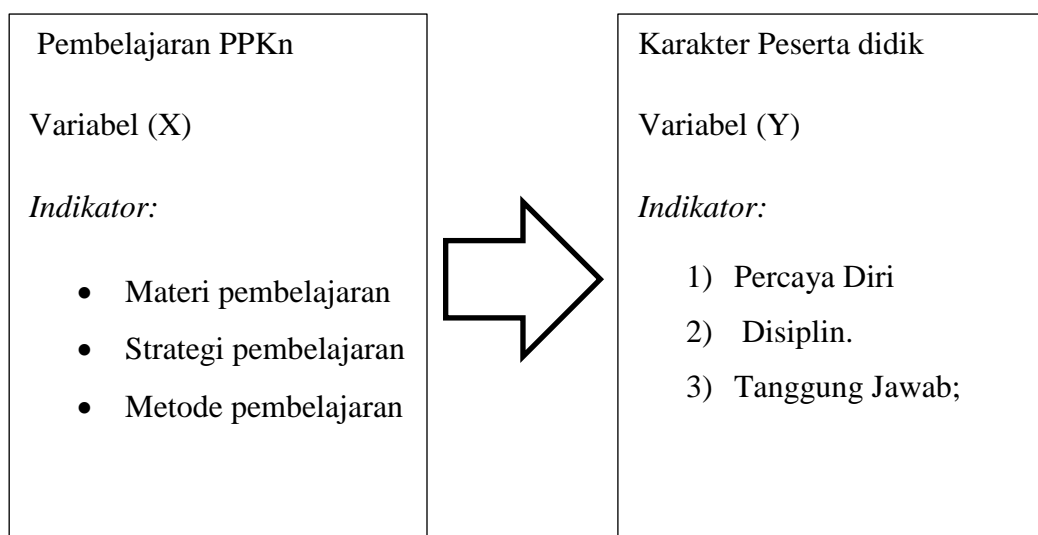 Pembelajaran PPKn
Variabel (X)
Indikator:
• Materi pembelajaran
• Strategi pembelajaran
• Metode pembelajaran
Karakter Peserta didik
Variabel (Y)
Indikator:
1) Percaya Diri
2) Disiplin.
3) Tanggung Jawab;